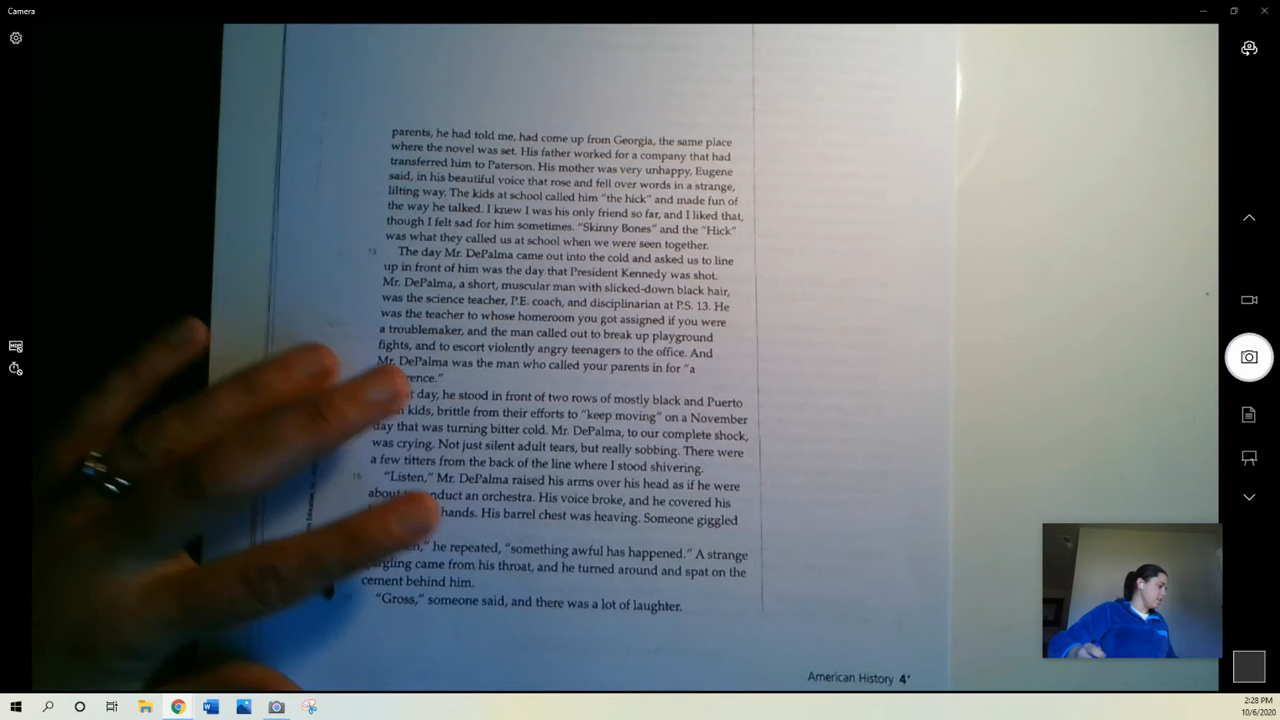 Camera
parents, he had told me, had come up from Georgia, the same place
where the novel was set. His father worked for a company that had
transferred him to Paterson. His mother was very unhappy, Eugene
said, in his beautiful voice that rose and fell over words in a strange,
lilting way. The kids at school called him "the hick" and made fun of
the way he talked. I knew I was his only friend so far, and I liked that,
though I felt sad for him sometimes. "Skinny Bones" and the "Hick"
was what they called us at school when we were seen together.
13
The day Mr. DePalma came out into the cold and asked us to line
up in front of him was the day that President Kennedy was shot.
Mr. DePalma, a short, muscular man with slicked-down black hair,
was the science teacher, P.E. coach, and disciplinarian at P.S. 13. He
was the teacher to whose homeroom you got assigned if you were
a troublemaker, and the man called out to break up playground
fights, and to escort violently angry teenagers to the office. And
Mr. DePalma was the man who called your parents in for "a
rence."
day, he stood in front of two rows of mostly black and Puerto
kids, brittle from their efforts to "keep moving" on a November
day that was turning bitter cold. Mr. DePalma, to our complete shock,
was crying. Not just silent adult tears, but really sobbing. There were
a few titters from the back of the line where I stood shivering.
15
"Listen," Mr. DePalma raised his arms over his head as if he were
about nduct an orchestra. His voice broke, and he covered his
hands. His barrel chest was heaving. Someone giggled
he repeated, "something awful has happened." A strange
gurgling came from his throat, and he turned around and spat on the
cement behind him.
"Gross," someone said, and there was a lot of laughter.
American History
2:28 PM
10/6/2020